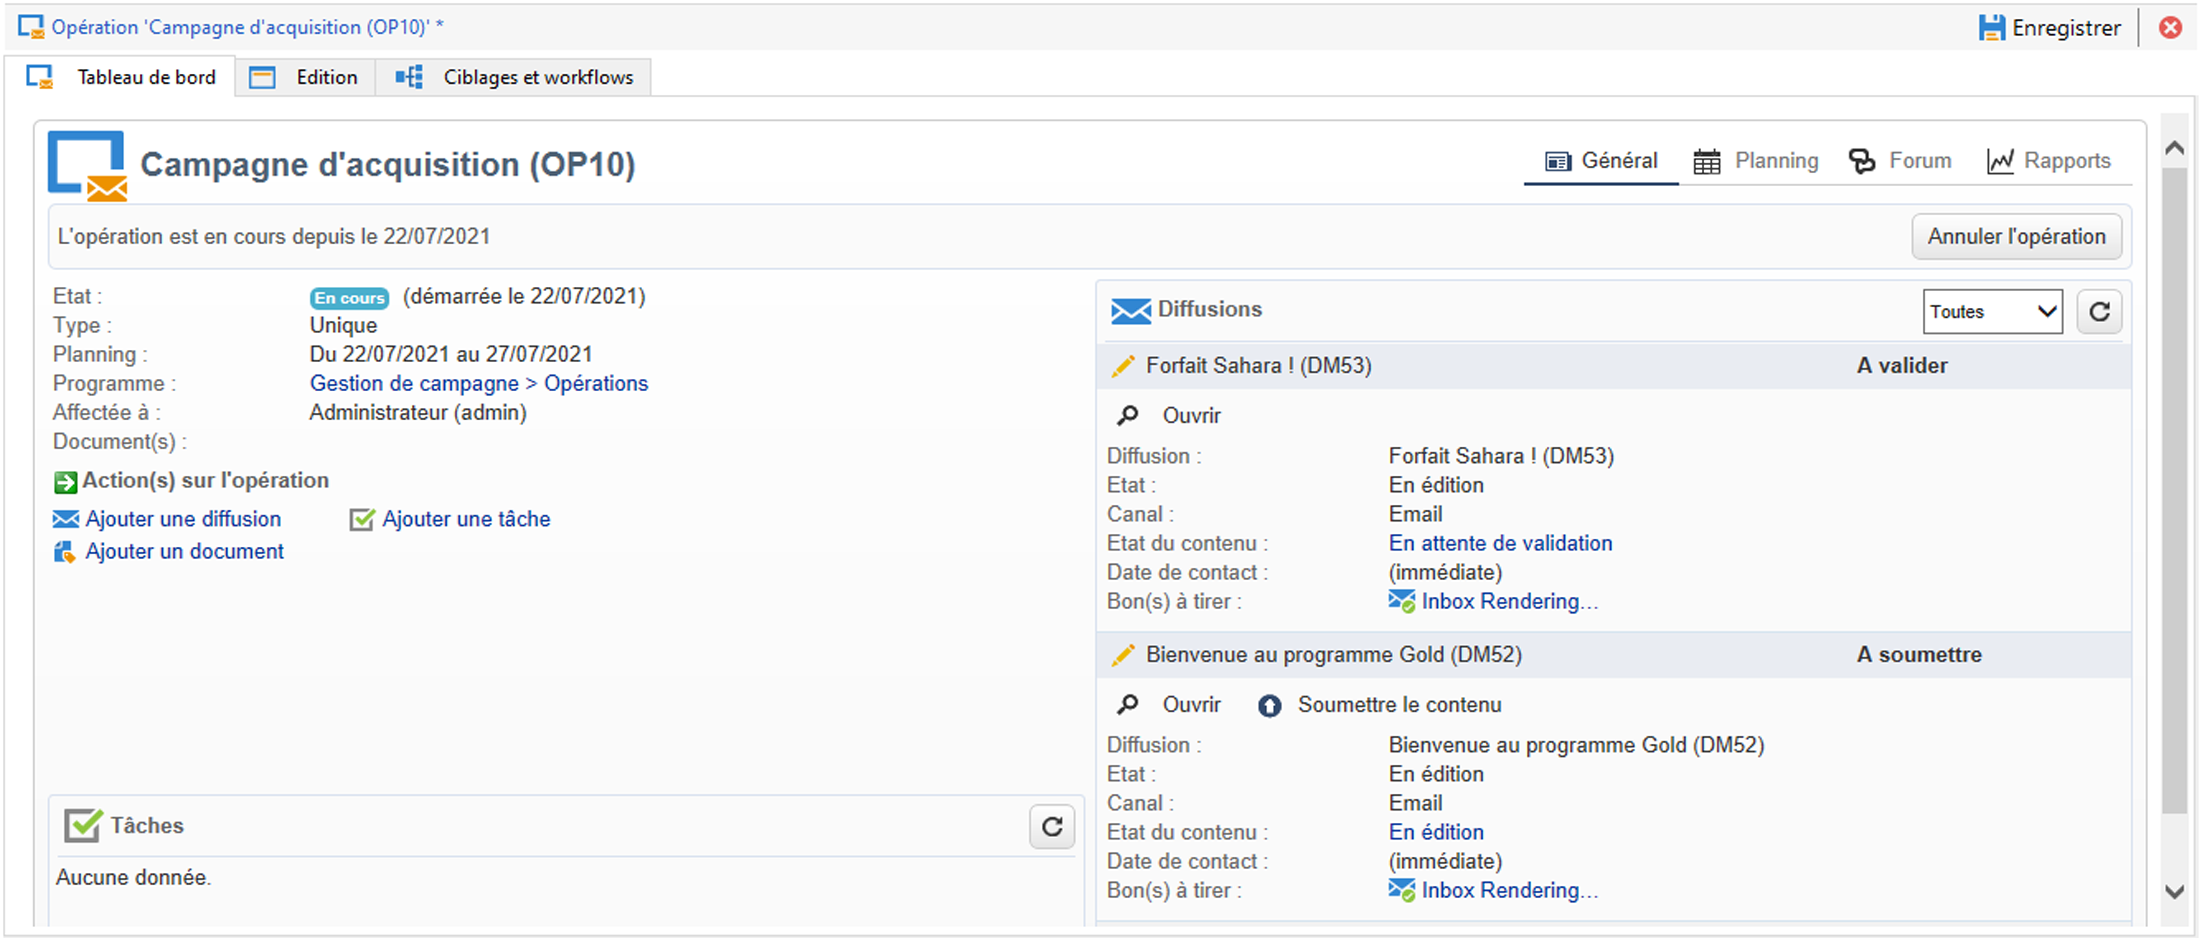 Opération 'Campagne d'acquisition (OP10)' *
Enregistrer
Tableau de bord
Edition
Ciblages et workflows
Campagne d'acquisition (OP10)
Général
Planning
Forum
Rapports
L'opération est en cours depuis le 22/07/2021
Annuler l'opération
Etat : En cours (démarrée le 22/07/2021)
Type : Unique
Planning : Du 22/07/2021 au 27/07/2021
Programme : Gestion de campagne > Opérations
Affectée à : Administrateur (admin)
Document(s) :
Action(s) sur l'opération
Ajouter une diffusion
Ajouter une tâche
Ajouter un document
Tâches
Aucune donnée.
Diffusions
Toutes
Forfait Sahara ! (DM53) A valider
Ouvrir
Diffusion : Forfait Sahara ! (DM53)
Etat : En édition
Canal : Email
Etat du contenu : En attente de validation
Date de contact : (immédiate)
Bon(s) à tirer : Inbox Rendering...
Bienvenue au programme Gold (DM52) A soumettre
Ouvrir Soumettre le contenu
Diffusion : Bienvenue au programme Gold (DM52)
Etat : En édition
Canal : Email
Etat du contenu : En édition
Date de contact : (immédiate)
Bon(s) à tirer : Inbox Rendering...